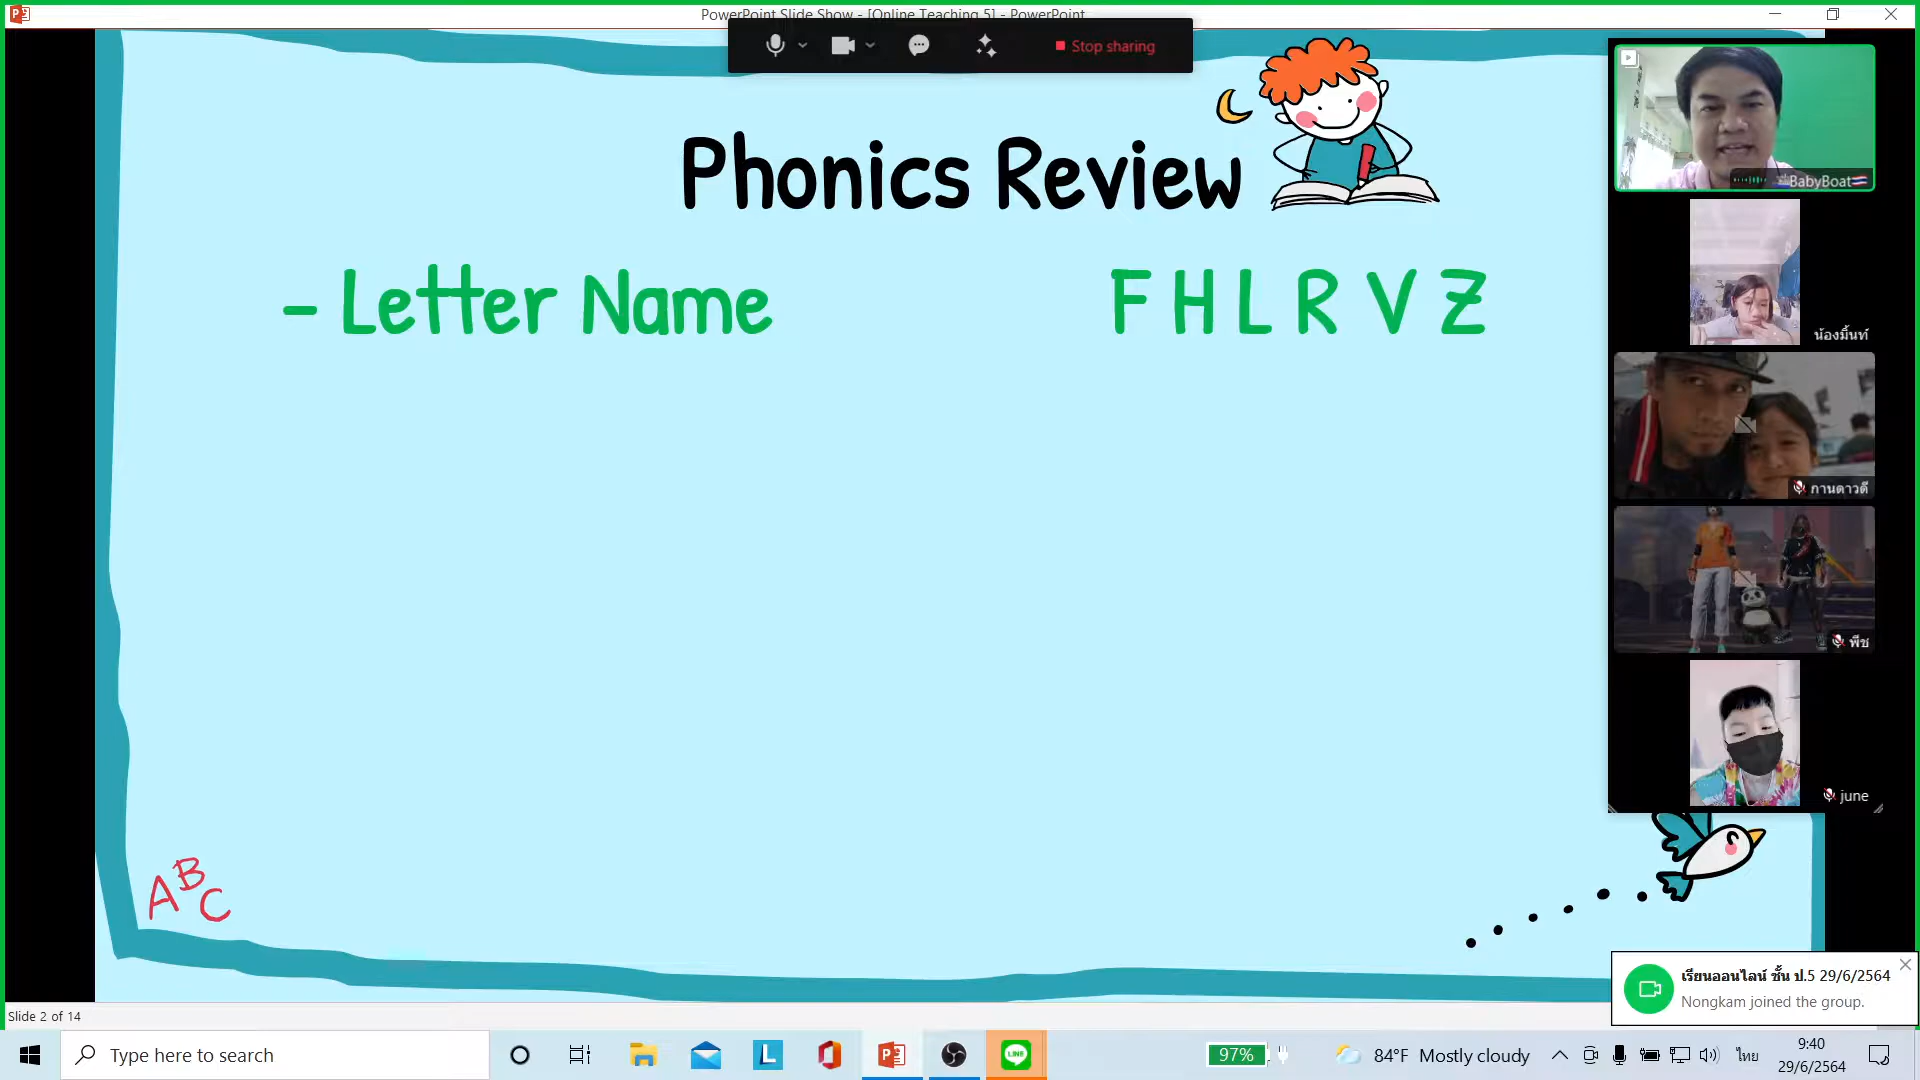 PowerPoint Slide Show - [Online Teaching 5] - PowerPoint
Stop sharing
Phonics Review
- Letter Name F H L R V Z
BabyBoat
น้องมิ้นท์
กานดาวดี
พีช
june
A B C
เรียนออนไลน์ ชั้น ป.5 29/6/2564
Nongkam joined the group.
Slide 2 of 14
Type here to search
L
LINE
97%
84°F Mostly cloudy
ไทย
9:40
29/6/2564